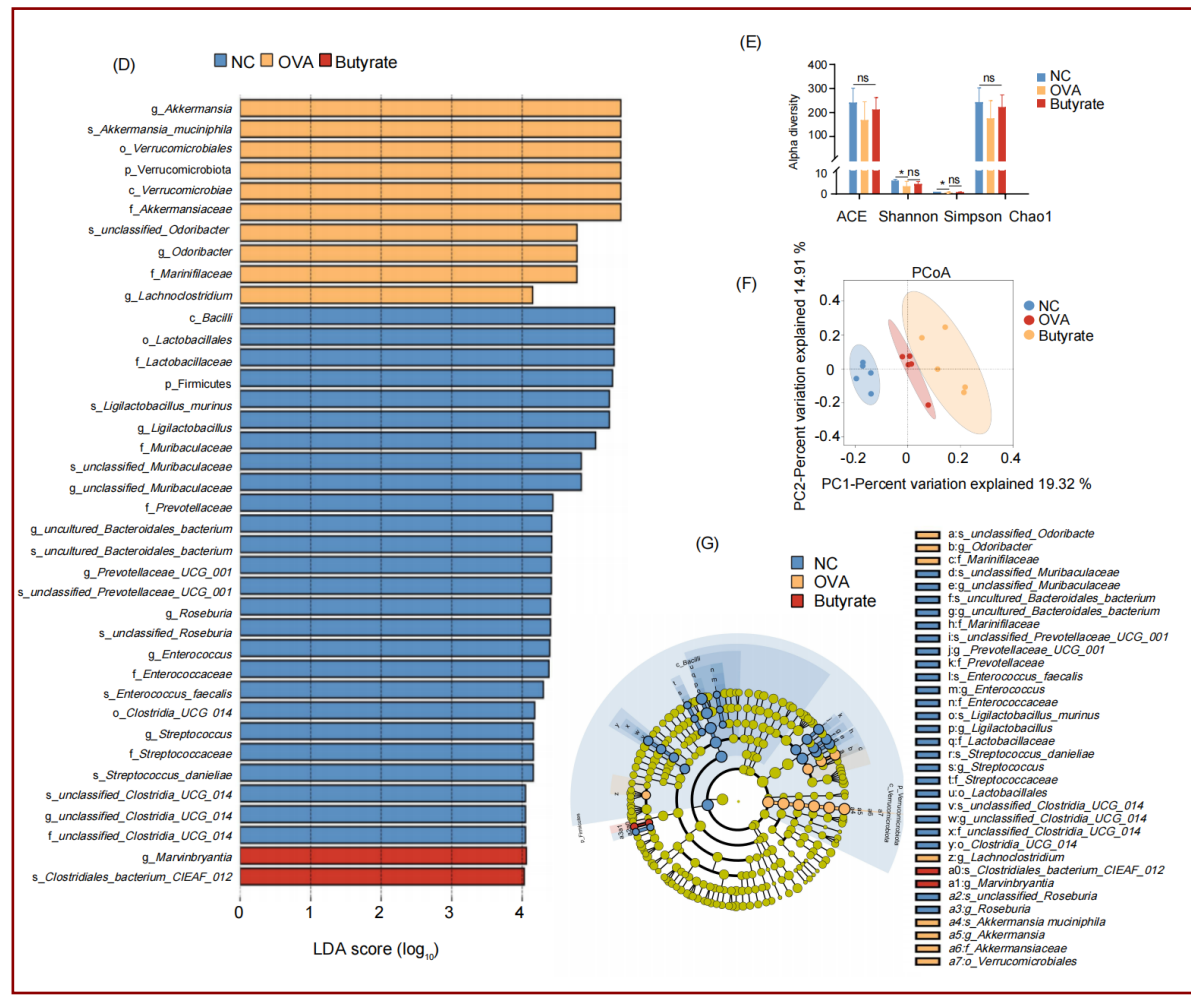 (D)
NC OVA Butyrate
g_Akkermansia
s_Akkermansia_muciniphila
o_Verrucomicrobiales
p_Verrucomicrobiota
c_Verrucomicrobiae
f_Akkermansiaceae
s_unclassified_Odoribacter
g_Odoribacter
f_Marinifilaceae
g_Lachnoclostridium
c_Bacilli
o_Lactobacillales
f_Lactobacillaceae
p_Firmicutes
s_Ligilactobacillus_murinus
g_Ligilactobacillus
f_Muribaculaceae
s_unclassified_Muribaculaceae
g_unclassified_Muribaculaceae
f_Prevotellaceae
g_uncultured_Bacteroidales_bacterium
s_uncultured_Bacteroidales_bacterium
g_Prevotellaceae_UCG_001
s_unclassified_Prevotellaceae_UCG_001
g_Roseburia
s_unclassified_Roseburia
g_Enterococcus
f_Enterococcaceae
s_Enterococcus_faecalis
o_Clostridia_UCG_014
g_Streptococcus
f_Streptococcaceae
s_Streptococcus_danieliae
s_unclassified_Clostridia_UCG_014
g_unclassified_Clostridia_UCG_014
f_unclassified_Clostridia_UCG_014
g_Marvinbryantia
s_Clostridiales_bacterium_CIEAF_012
0 1 2 3 4
LDA score (log10)
(E)
Alpha diversity
400
300
200
100
10
0
ns
* ns
* ns
ns
NC
OVA
Butyrate
ACE Shannon Simpson Chao1
(F)
PCoA
PC2-Percent variation explained 14.91 %
0.4
0.2
0
-0.2
-0.4
-0.2 0 0.2 0.4
PC1-Percent variation explained 19.32 %
NC
OVA
Butyrate
(G)
NC
OVA
Butyrate
c_Bacilli
p_Verrucomicrobiota
c_Verrucomicrobiota
a5
a6
a7
a:s_unclassified_Odoribacte
b:g_Odoribacter
c:f_Marinifilaceae
d:s_unclassified_Muribaculaceae
e:g_unclassified_Muribaculaceae
f:s_uncultured_Bacteroidales_bacterium
g:g_uncultured_Bacteroidales_bacterium
h:f_Marinifilaceae
i:s_unclassified_Prevotellaceae_UCG_001
j:g_Prevotellaceae_UCG_001
k:f_Prevotellaceae
l:s_Enterococcus_faecalis
m:g_Enterococcus
n:f_Enterococcaceae
o:s_Ligilactobacillus_murinus
p:g_Ligilactobacillus
q:f_Lactobacillaceae
r:s_Streptococcus_danieliae
s:g_Streptococcus
t:f_Streptococcaceae
u:o_Lactobacillales
v:s_unclassified_Clostridia_UCG_014
w:g_unclassified_Clostridia_UCG_014
x:f_unclassified_Clostridia_UCG_014
y:o_Clostridia_UCG_014
z:g_Lachnoclostridium
a0:s_Clostridiales_bacterium_CIEAF_012
a1:g_Marvinbryantia
a2:s_unclassified_Roseburia
a3:g_Roseburia
a4:s_Akkermansia muciniphila
a5:g_Akkermansia
a6:f_Akkermansiaceae
a7:o_Verrucomicrobiales